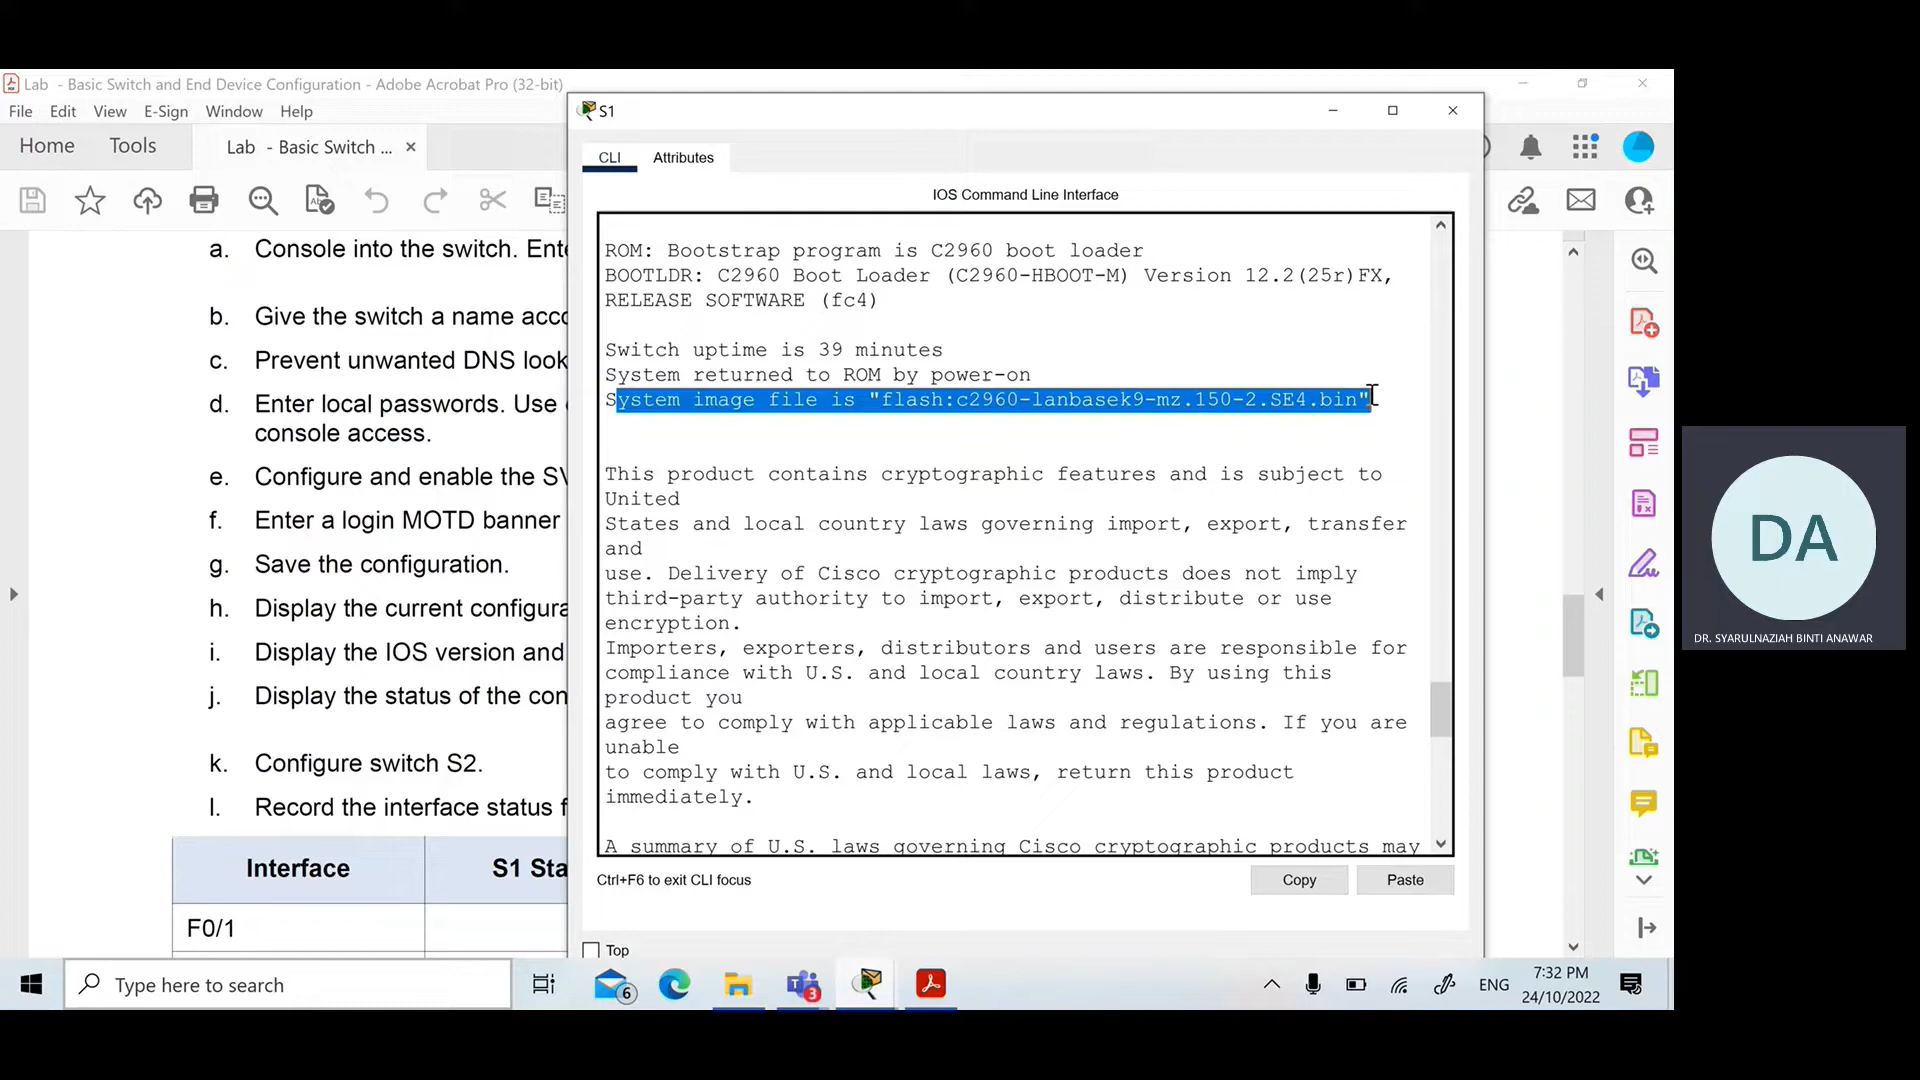 Lab - Basic Switch and End Device Configuration - Adobe Acrobat Pro (32-bit)
File Edit View E-Sign Window Help
Home Tools Lab - Basic Switch ... ×
a. Console into the switch. Ente
b. Give the switch a name acco
c. Prevent unwanted DNS look
d. Enter local passwords. Use
console access.
e. Configure and enable the SV
f. Enter a login MOTD banner
g. Save the configuration.
h. Display the current configura
i. Display the IOS version and
j. Display the status of the con
k. Configure switch S2.
l. Record the interface status f
Interface S1 Sta
F0/1
S1
CLI Attributes
IOS Command Line Interface
ROM: Bootstrap program is C2960 boot loader
BOOTLDR: C2960 Boot Loader (C2960-HBOOT-M) Version 12.2(25r)FX,
RELEASE SOFTWARE (fc4)
Switch uptime is 39 minutes
System returned to ROM by power-on
System image file is "flash:c2960-lanbasek9-mz.150-2.SE4.bin"
This product contains cryptographic features and is subject to
United
States and local country laws governing import, export, transfer
and
use. Delivery of Cisco cryptographic products does not imply
third-party authority to import, export, distribute or use
encryption.
Importers, exporters, distributors and users are responsible for
compliance with U.S. and local country laws. By using this
product you
agree to comply with applicable laws and regulations. If you are
unable
to comply with U.S. and local laws, return this product
immediately.
A summary of U.S. laws governing Cisco cryptographic products may
Ctrl+F6 to exit CLI focus
Copy Paste
Top
DA
DR. SYARULNAZIAH BINTI ANAWAR
Type here to search
6
3
ENG
7:32 PM
24/10/2022